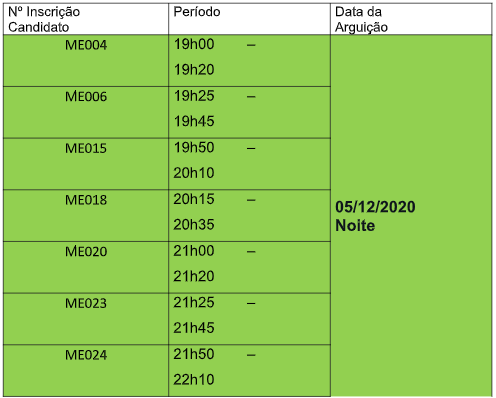 Nº Inscrição Candidato
Período
Data da Arguição
ME004
19h00 –
19h20
ME006
19h25 –
19h45
ME015
19h50 –
20h10
ME018
20h15 –
20h35
ME020
21h00 –
21h20
ME023
21h25 –
21h45
ME024
21h50 –
22h10
05/12/2020
Noite